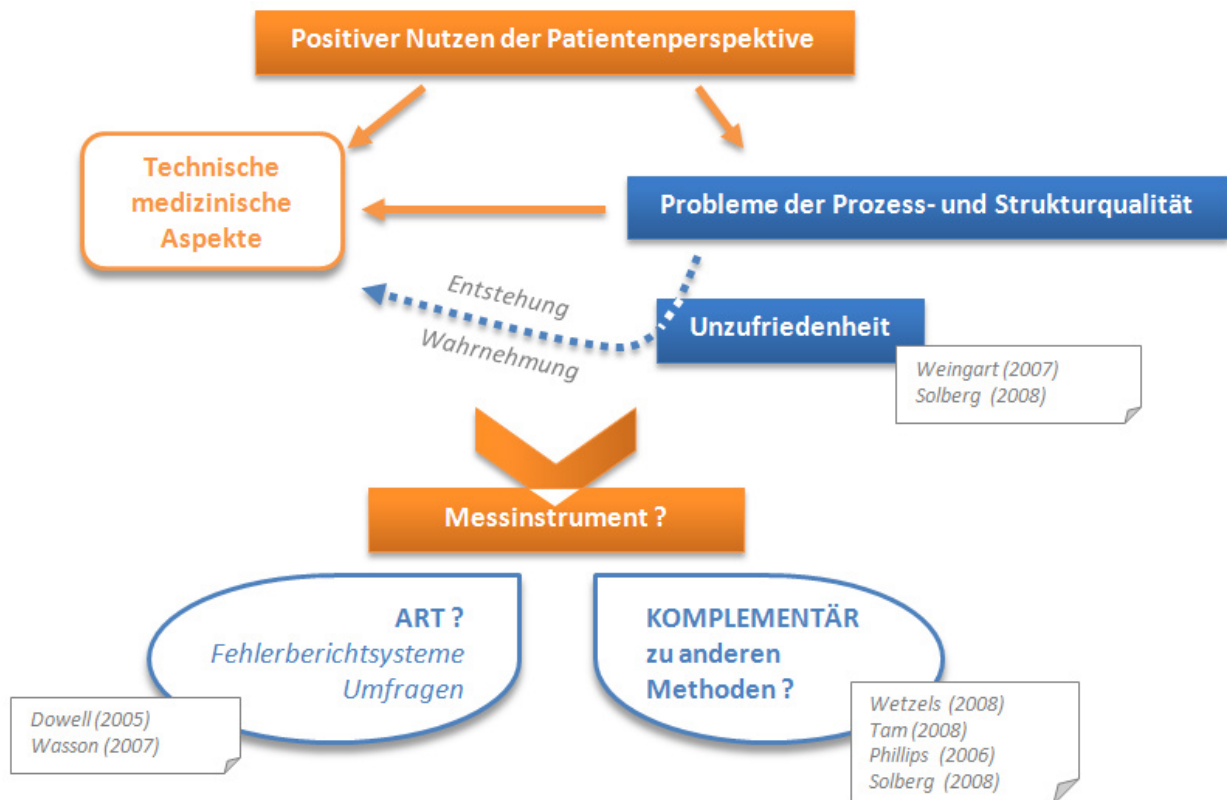 Positiver Nutzen der Patientenperspektive
Technische
medizinische
Aspekte
Probleme der Prozess- und Strukturqualität
Entstehung
Wahrnehmung
Unzufriedenheit
Weingart (2007)
Solberg (2008)
Messinstrument ?
ART ?
Fehlerberichtsysteme
Umfragen
KOMPLEMENTÄR
zu anderen
Methoden ?
Dowell (2005)
Wasson (2007)
Wetzels (2008)
Tam (2008)
Phillips (2006)
Solberg (2008)